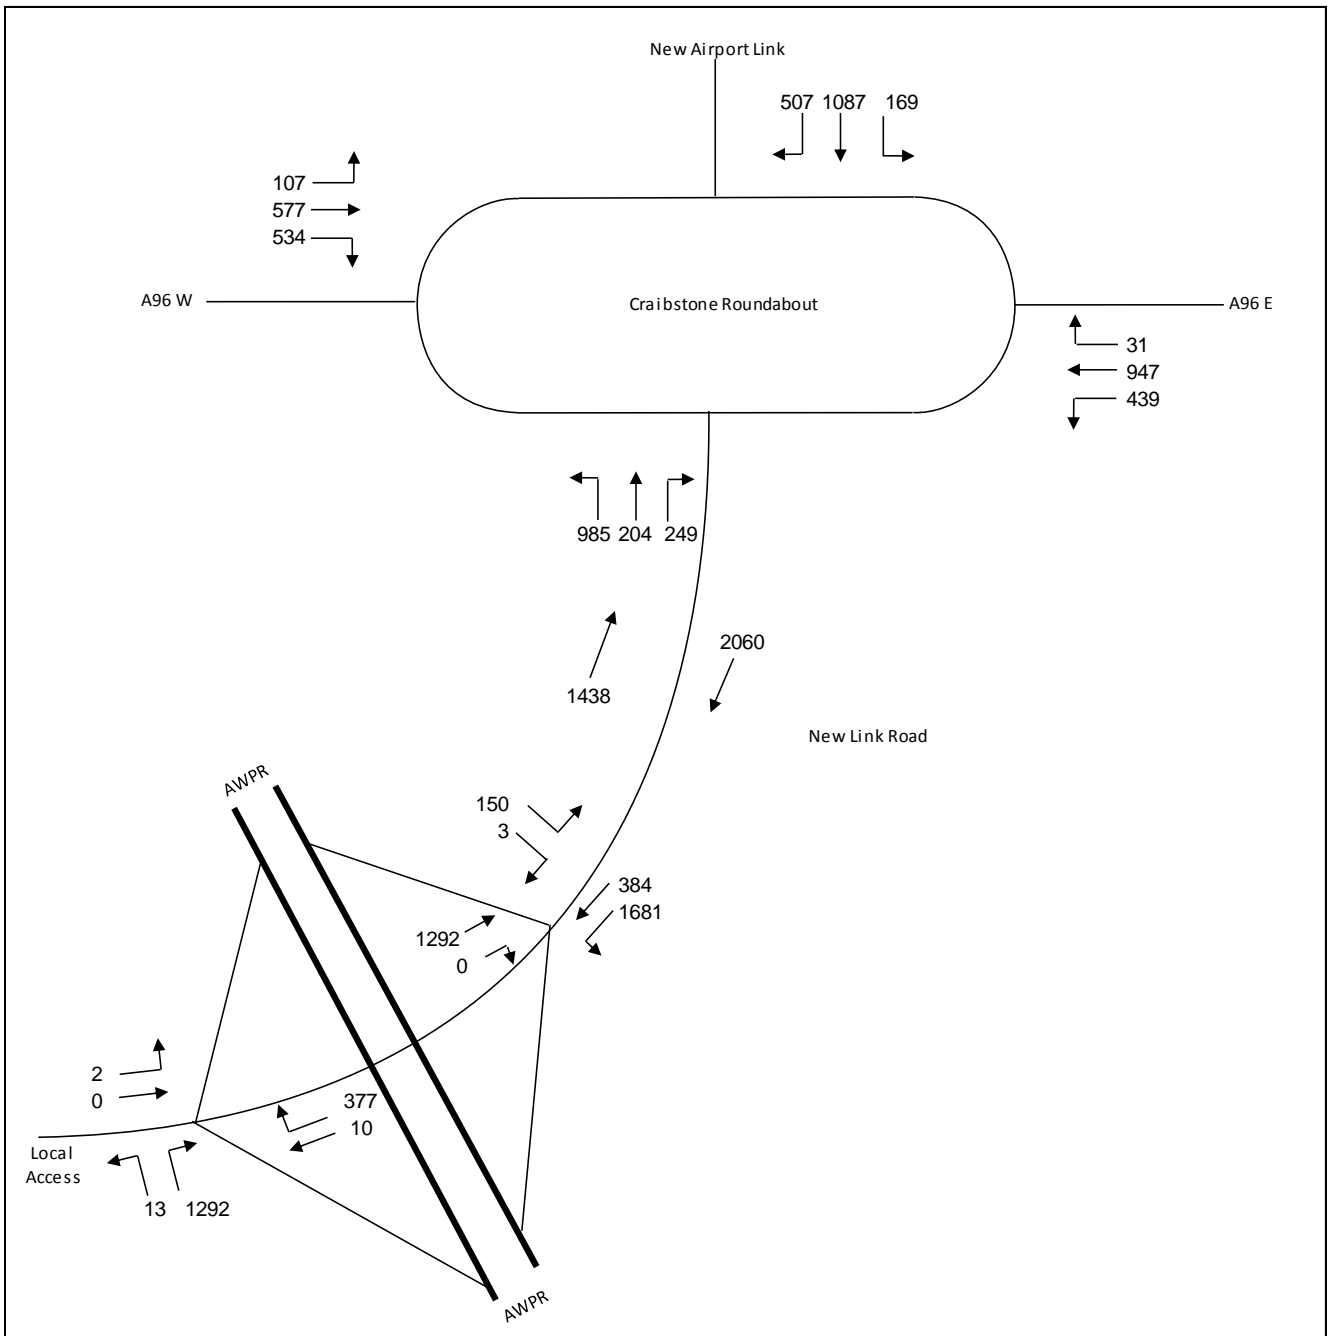 New Airport Link
507 1087 169
107
577
534
A96 W
Craibstone Roundabout
A96 E
31
947
439
985 204 249
2060
1438
New Link Road
AWPR
150
3
384
1681
1292
0
2
0
377
10
Local
Access
13 1292
AWPR